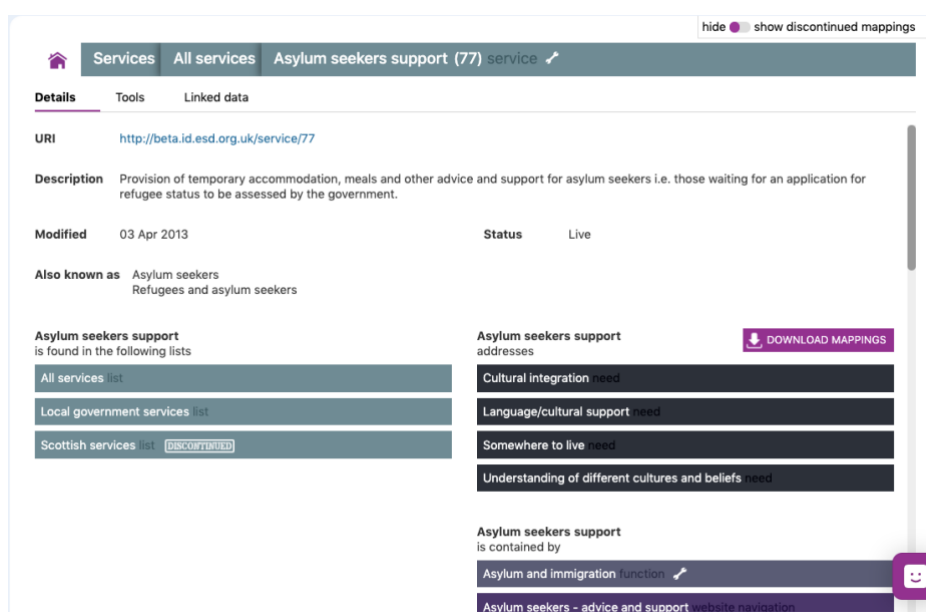 hide show discontinued mappings
Services All services Asylum seekers support (77) service
Details Tools Linked data
URI http://beta.id.esd.org.uk/service/77
Description Provision of temporary accommodation, meals and other advice and support for asylum seekers i.e. those waiting for an application for
refugee status to be assessed by the government.
Modified 03 Apr 2013 Status Live
Also known as Asylum seekers
Refugees and asylum seekers
Asylum seekers support
is found in the following lists
All services list
Local government services list
Scottish services list DISCONTINUED
Asylum seekers support
addresses
DOWNLOAD MAPPINGS
Cultural integration need
Language/cultural support need
Somewhere to live need
Understanding of different cultures and beliefs need
Asylum seekers support
is contained by
Asylum and immigration function
Asylum seekers - advice and support website navigation